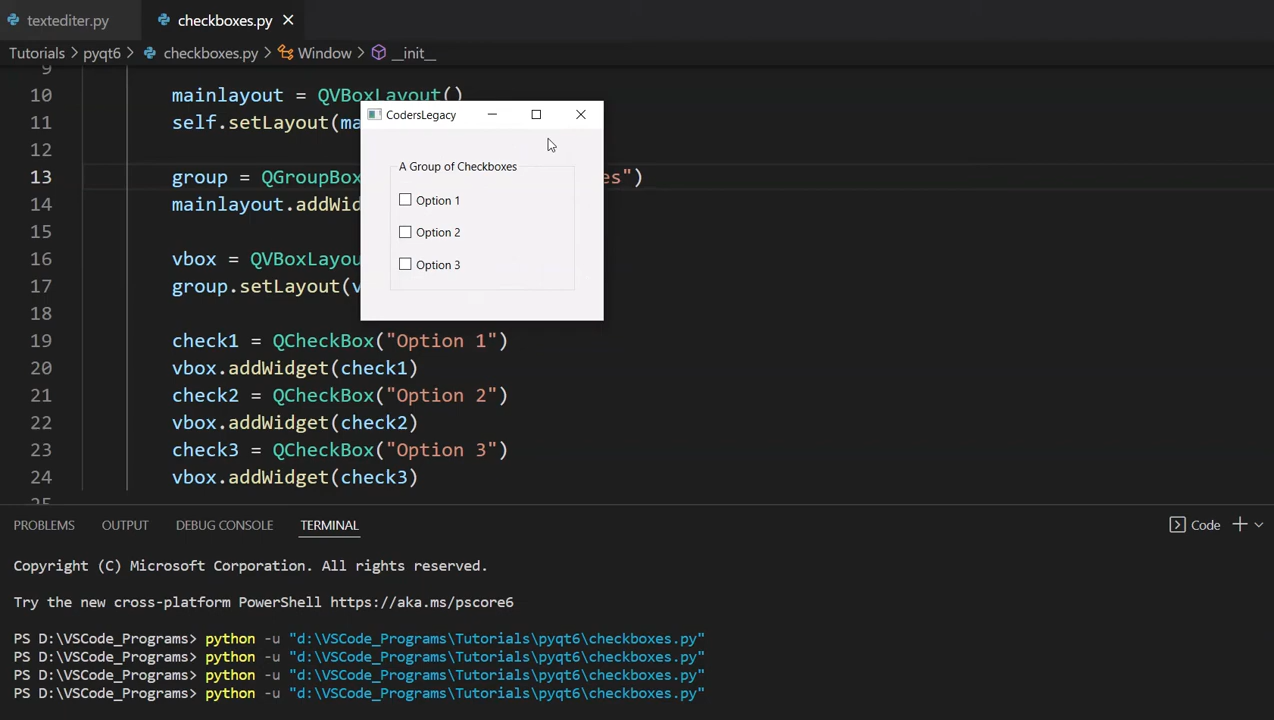 textediter.py checkboxes.py
Tutorials > pyqt6 > checkboxes.py > Window > __init__
9
10 mainlayout = QVBoxLayout()
11 self.setLayout(ma
12
13 group = QGroupBox es")
14 mainlayout.addWid
15
16 vbox = QVBoxLayou
17 group.setLayout(v
18
19 check1 = QCheckBox("Option 1")
20 vbox.addWidget(check1)
21 check2 = QCheckBox("Option 2")
22 vbox.addWidget(check2)
23 check3 = QCheckBox("Option 3")
24 vbox.addWidget(check3)
25
CodersLegacy
A Group of Checkboxes
Option 1
Option 2
Option 3
PROBLEMS OUTPUT DEBUG CONSOLE TERMINAL Code
Copyright (C) Microsoft Corporation. All rights reserved.
Try the new cross-platform PowerShell https://aka.ms/pscore6
PS D:\VSCode_Programs> python -u "d:\VSCode_Programs\Tutorials\pyqt6\checkboxes.py"
PS D:\VSCode_Programs> python -u "d:\VSCode_Programs\Tutorials\pyqt6\checkboxes.py"
PS D:\VSCode_Programs> python -u "d:\VSCode_Programs\Tutorials\pyqt6\checkboxes.py"
PS D:\VSCode_Programs> python -u "d:\VSCode_Programs\Tutorials\pyqt6\checkboxes.py"